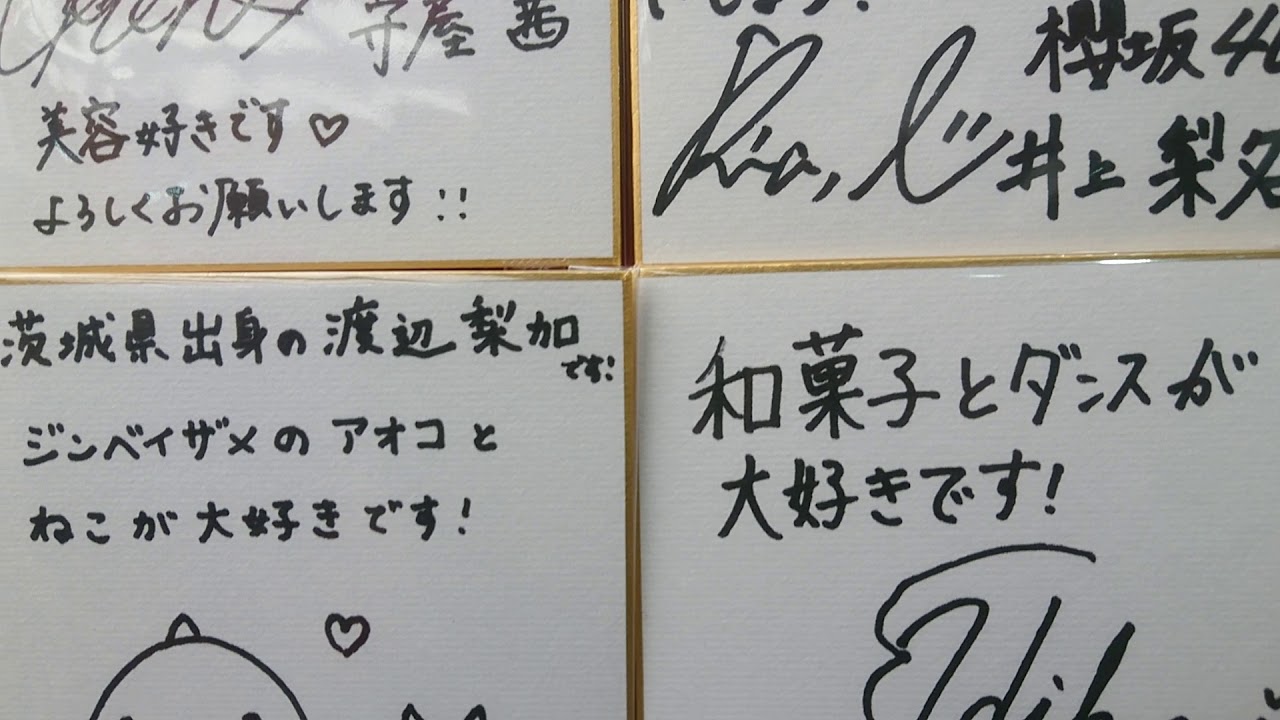 守屋 茜
美容好きです♡
よろしくお願いします!!
櫻坂46
井上 梨名
茨城県出身の渡辺梨加
です!
ジンベイザメのアオコと
ねこが大好きです!
和菓子とダンスが
大好きです!